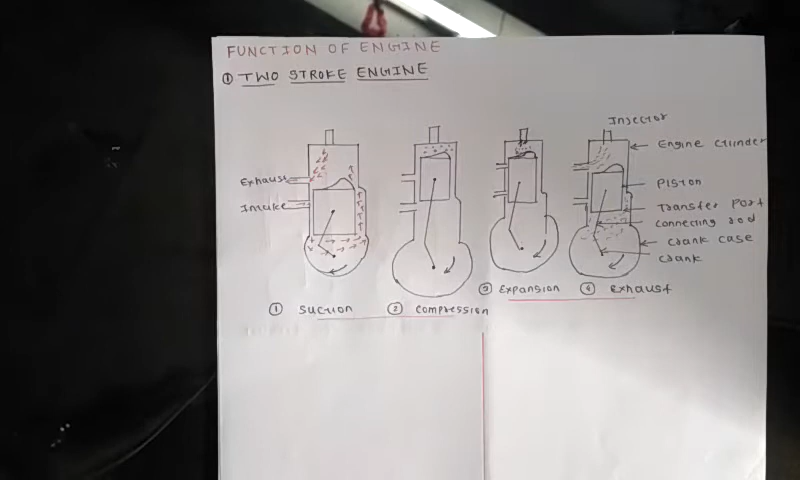 FUNCTION OF ENGINE
① TWO STROKE ENGINE
Injector
Engine Clinder
Exhaust
Piston
Intake
Transfer Port
Connecting rod
Crank case
Crank
① Suction
② Compression
③ Expansion
④ Exhaust